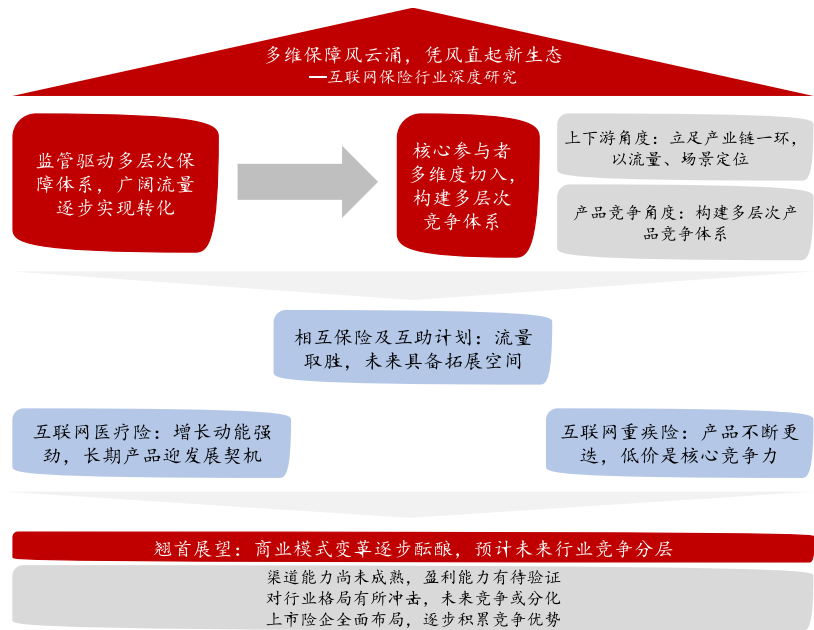 多维保障风云涌，凭风直起新生态
—互联网保险行业深度研究
监管驱动多层次保
障体系，广阔流量
逐步实现转化
核心参与者
多维度切入，
构建多层次
竞争体系
上下游角度：立足产业链一环，
以流量、场景定位
产品竞争角度：构建多层次产
品竞争体系
相互保险及互助计划：流量
取胜，未来具备拓展空间
互联网医疗险：增长动能强
劲，长期产品迎发展契机
互联网重疾险：产品不断更
迭，低价是核心竞争力
翘首展望：商业模式变革逐步酝酿，预计未来行业竞争分层
渠道能力尚未成熟，盈利能力有待验证
对行业格局有所冲击，未来竞争或分化
上市险企全面布局，逐步积累竞争优势